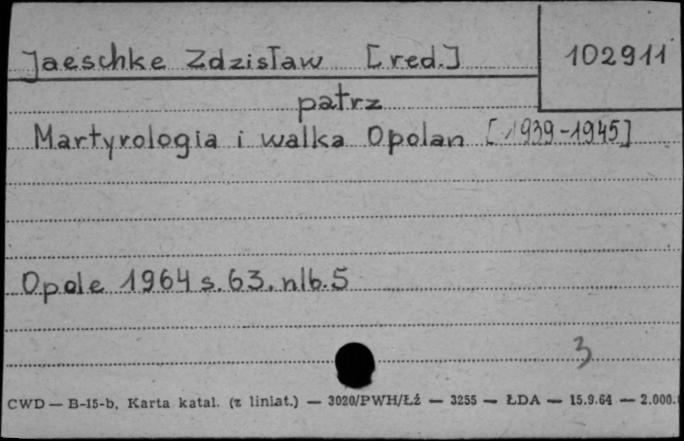 Jaeschke Zdzisław [red.] 102911
patrz
Martyrologia i walka Opolan [1939-1945]
Opole 1964 s. 63. nlb. 5
3
CWD — B-15-b, Karta katal. (z liniat.) — 3020/PWH/Łź — 3255 — ŁDA — 15.9.64 — 2.000.